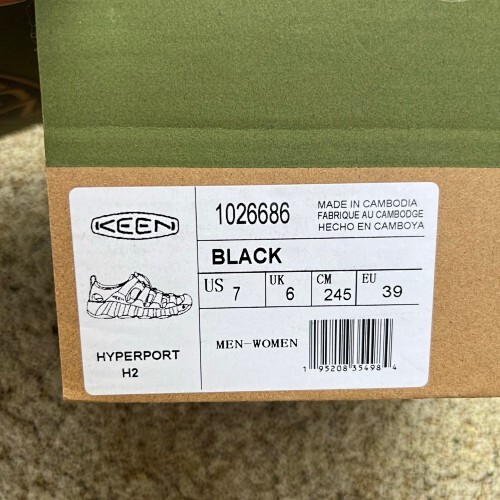 KEEN
1026686
MADE IN CAMBODIA
FABRIQUE AU CAMBODGE
HECHO EN CAMBOYA
BLACK
US 7
UK 6
CM 245
EU 39
KEEN
HYPERPORT
H2
MEN-WOMEN
1 95208 35498 4